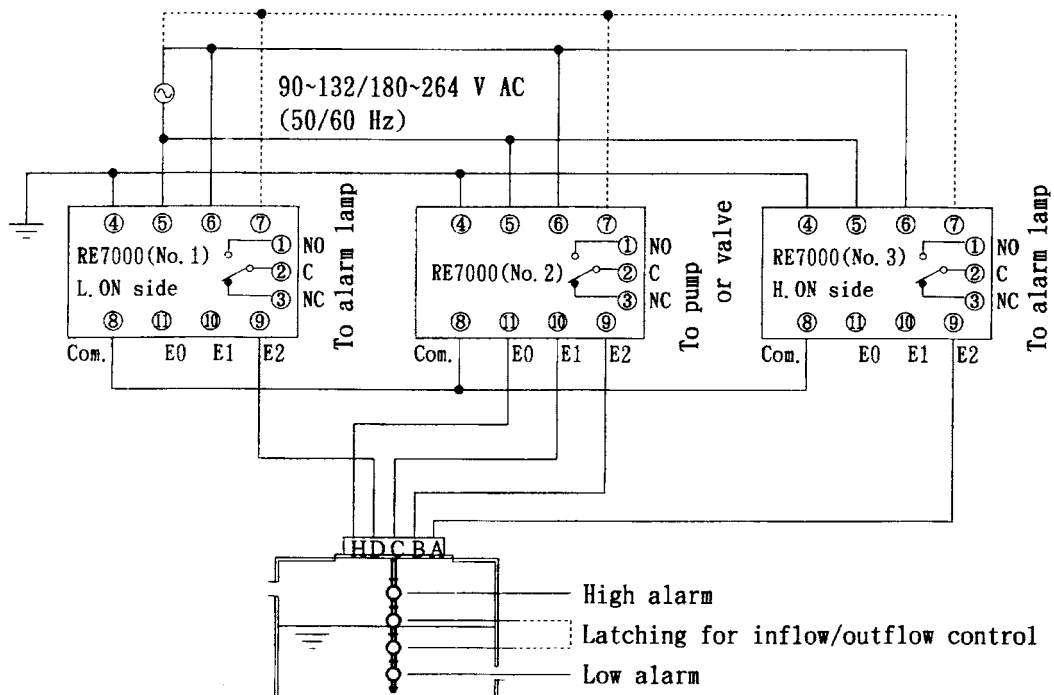 90~132/180~264 V AC
(50/60 Hz)
④ ⑤ ⑥ ⑦
RE7000(No. 1)
L. ON side
① NO
② C
③ NC
⑧ ⑪ ⑩ ⑨
Com. E0 E1 E2
To alarm lamp
④ ⑤ ⑥ ⑦
RE7000(No. 2)
① NO
② C
③ NC
⑧ ⑪ ⑩ ⑨
E0 E1 E2
To pump
or valve
④ ⑤ ⑥ ⑦
RE7000(No. 3)
H. ON side
① NO
② C
③ NC
⑧ ⑪ ⑩ ⑨
Com. E0 E1 E2
To alarm lamp
H D C B A
High alarm
Latching for inflow/outflow control
Low alarm